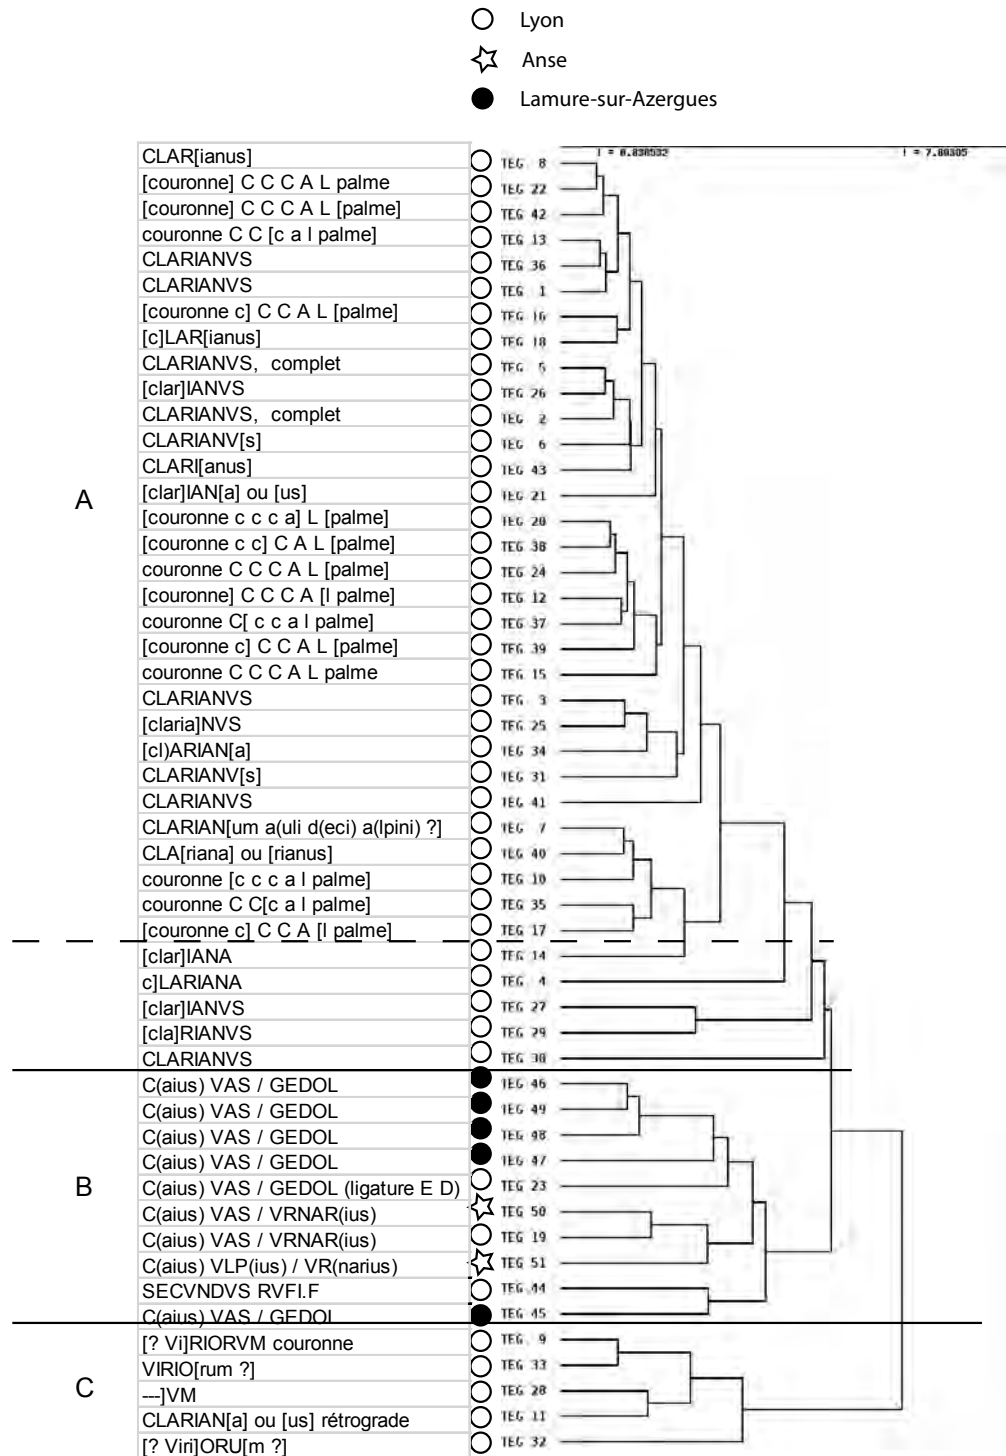 Lyon
Anse
Lamure-sur-Azergues
CLAR[ianus] TEG 8
[couronne] C C C A L palme TEG 22
[couronne] C C C A L [palme] TEG 42
couronne C C [c a l palme] TEG 13
CLARIANVS TEG 36
CLARIANVS TEG 1
[couronne c] C C A L [palme] TEG 16
[c]LAR[ianus] TEG 18
CLARIANVS, complet TEG 5
[clar]IANVS TEG 26
CLARIANVS, complet TEG 2
CLARIANV[s] TEG 6
CLARI[anus] TEG 43
A
[clar]IAN[a] ou [us] TEG 21
[couronne c c c a] L [palme] TEG 20
[couronne c c] C A L [palme] TEG 38
couronne C C C A L [palme] TEG 24
[couronne] C C C A [l palme] TEG 12
couronne C[ c c a l palme] TEG 37
[couronne c] C C A L [palme] TEG 39
couronne C C C A L palme TEG 15
CLARIANVS TEG 3
[claria]NVS TEG 25
[cl)ARIAN[a] TEG 34
CLARIANV[s] TEG 31
CLARIANVS TEG 41
CLARIAN[um a(uli d(eci) a(lpini) ?] TEG 7
CLA[riana] ou [rianus] TEG 40
couronne [c c c a l palme] TEG 10
couronne C C[c a l palme] TEG 35
[couronne c] C C A [l palme] TEG 17
[clar]IANA TEG 14
c]LARIANA TEG 4
[clar]IANVS TEG 27
[cla]RIANVS TEG 29
CLARIANVS TEG 30
C(aius) VAS / GEDOL TEG 46
C(aius) VAS / GEDOL TEG 49
C(aius) VAS / GEDOL TEG 48
C(aius) VAS / GEDOL TEG 47
B
C(aius) VAS / GEDOL (ligature E D) TEG 23
C(aius) VAS / VRNAR(ius) TEG 50
C(aius) VAS / VRNAR(ius) TEG 19
C(aius) VLP(ius) / VR(narius) TEG 51
SECVNDVS RVFI.F TEG 44
C(aius) VAS / GEDOL TEG 45
[? Vi]RIORVM couronne TEG 9
VIRIO[rum ?] TEG 33
C
---]VM TEG 28
CLARIAN[a] ou [us] rétrograde TEG 11
[? Viri]ORU[m ?] TEG 32